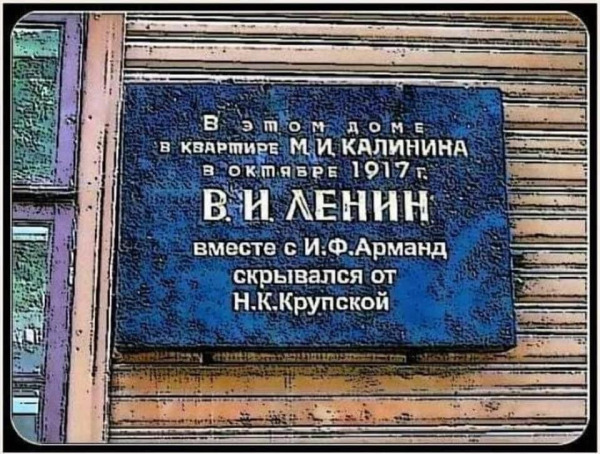 В ЭТОМ ДОМЕ
В КВАРТИРЕ М.И.КАЛИНИНА
В ОКТЯБРЕ 1917 г.
В.И.ЛЕНИН
вместе с И.Ф.Арманд
скрывался от
Н.К.Крупской